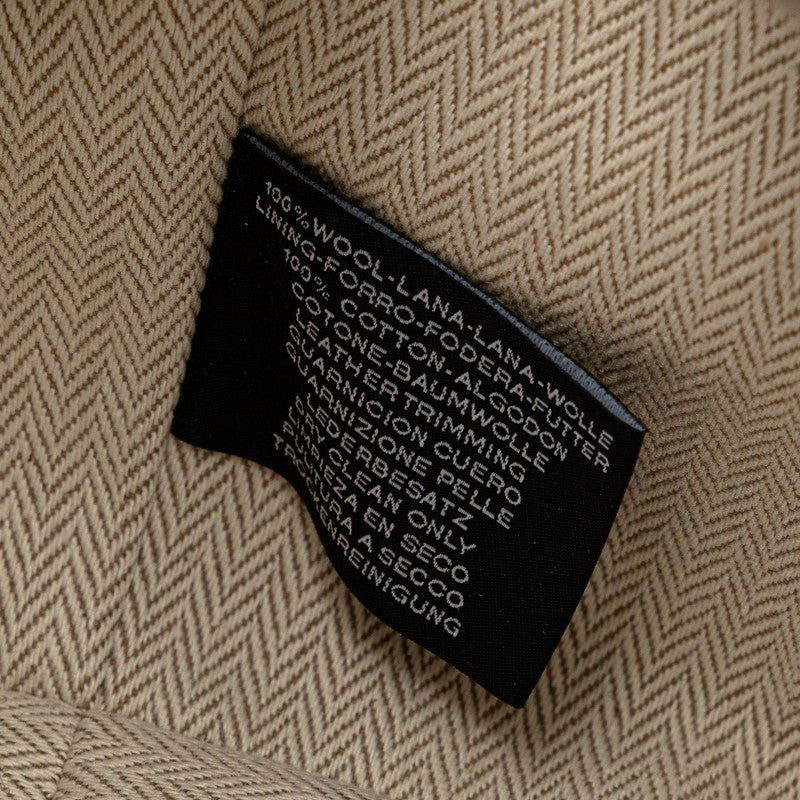 100% WOOL-LANA-LANA-WOLLE
LINING-FORRO-FODERA-FUTTER
100% COTTON-ALGODON
COTONE-BAUMWOLLE
LEATHER TRIMMING
GUARNICION CUERO
GUARNIZIONE PELLE
LEDERBESATZ
DRY CLEAN ONLY
LIMPIEZA EN SECO
PULITURA A SECCO
TROCKENREINIGUNG